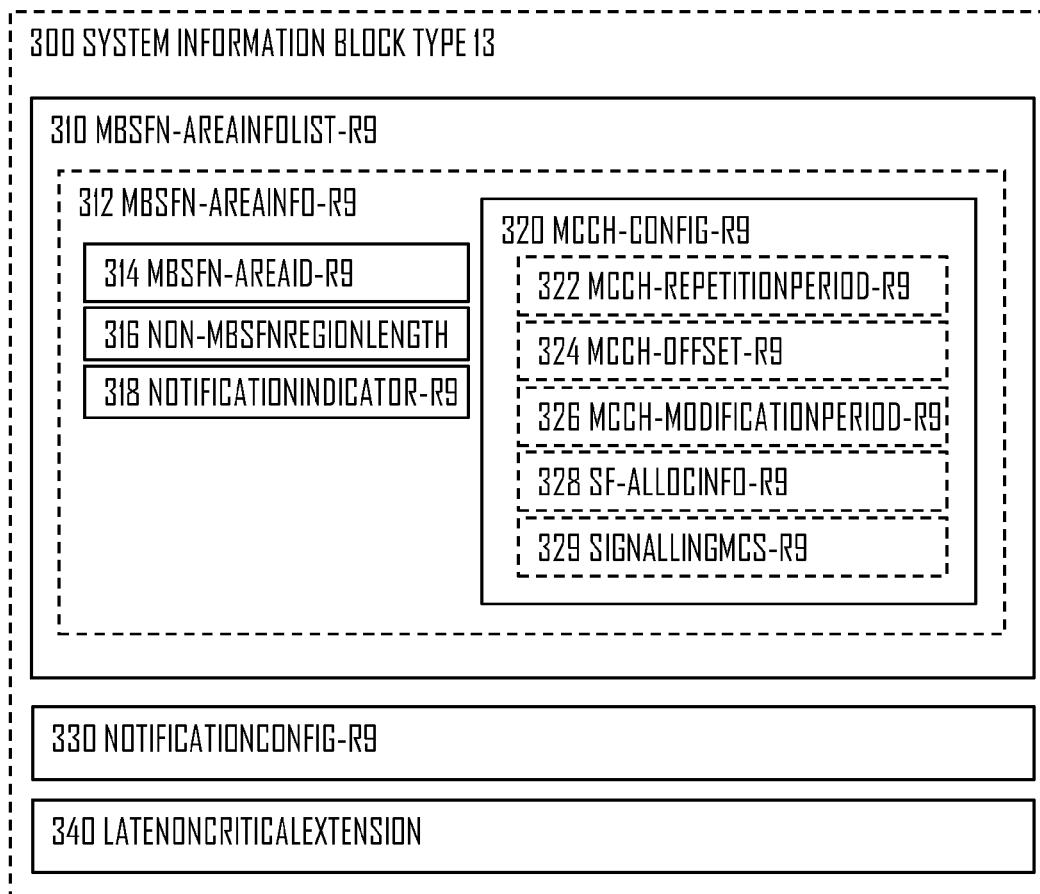 300 SYSTEM INFORMATION BLOCK TYPE 13
310 MBSFN-AREAINFOLIST-R9
312 MBSFN-AREAINFO-R9
314 MBSFN-AREAID-R9
316 NON-MBSFNREGIONLENGTH
318 NOTIFICATIONINDICATOR-R9
320 MCCH-CONFIG-R9
322 MCCH-REPETITIONPERIOD-R9
324 MCCH-OFFSET-R9
326 MCCH-MODIFICATIONPERIOD-R9
328 SF-ALLOCINFO-R9
329 SIGNALLINGMCS-R9
330 NOTIFICATIONCONFIG-R9
340 LATENONCRITICALEXTENSION